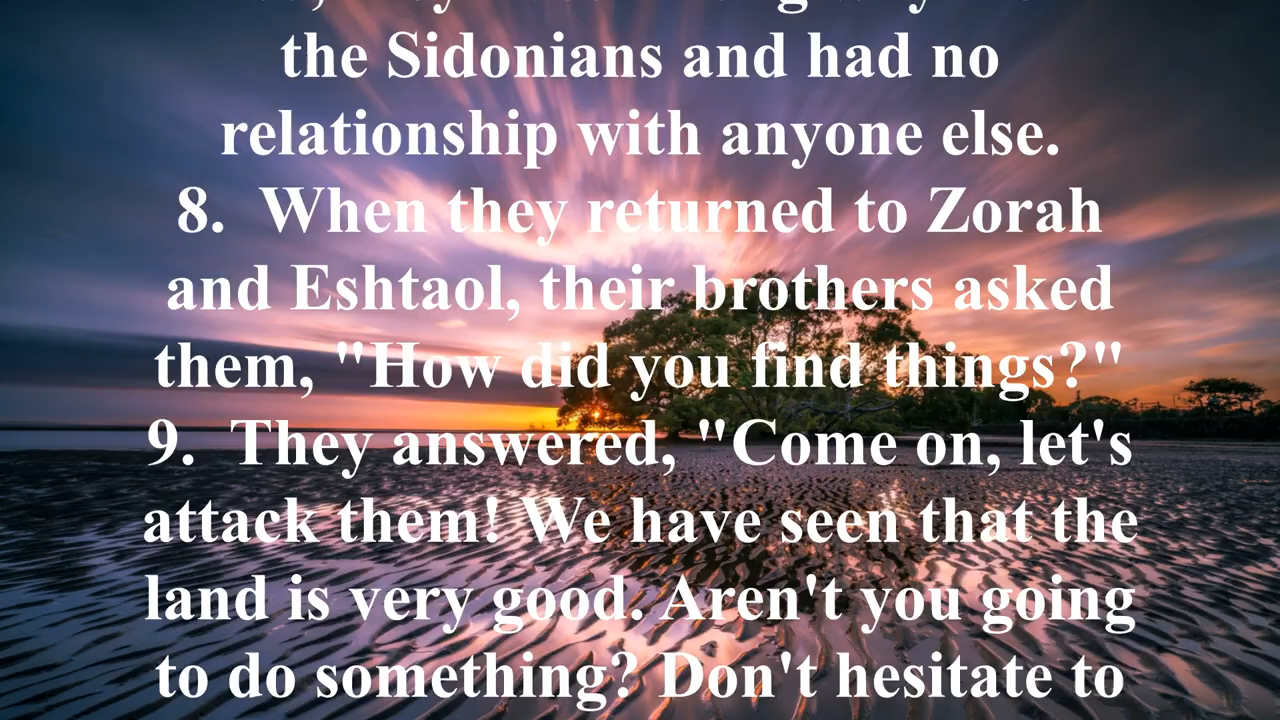 the Sidonians and had no
relationship with anyone else.
8. When they returned to Zorah
and Eshtaol, their brothers asked
them, "How did you find things?"
9. They answered, "Come on, let's
attack them! We have seen that the
land is very good. Aren't you going
to do something? Don't hesitate to